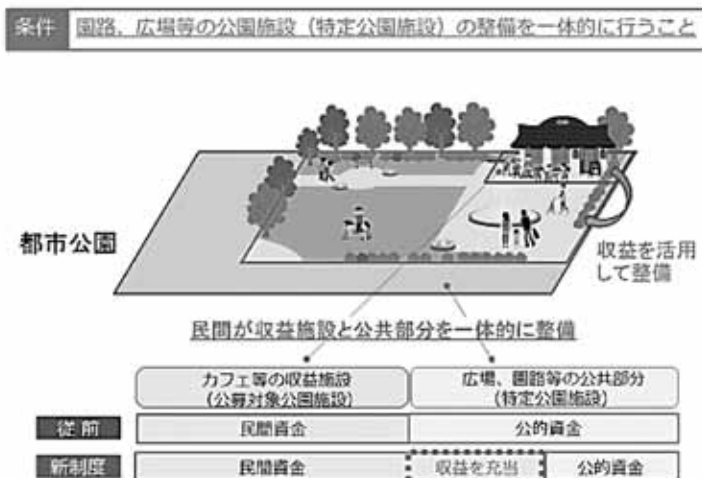 条件 園路、広場等の公園施設（特定公園施設）の整備を一体的に行うこと
都市公園
収益を活用
して整備
民間が収益施設と公共部分を一体的に整備
カフェ等の収益施設
（公募対象公園施設）
広場、園路等の公共部分
（特定公園施設）
従前 民間資金 公的資金
新制度 民間資金 収益を充当 公的資金